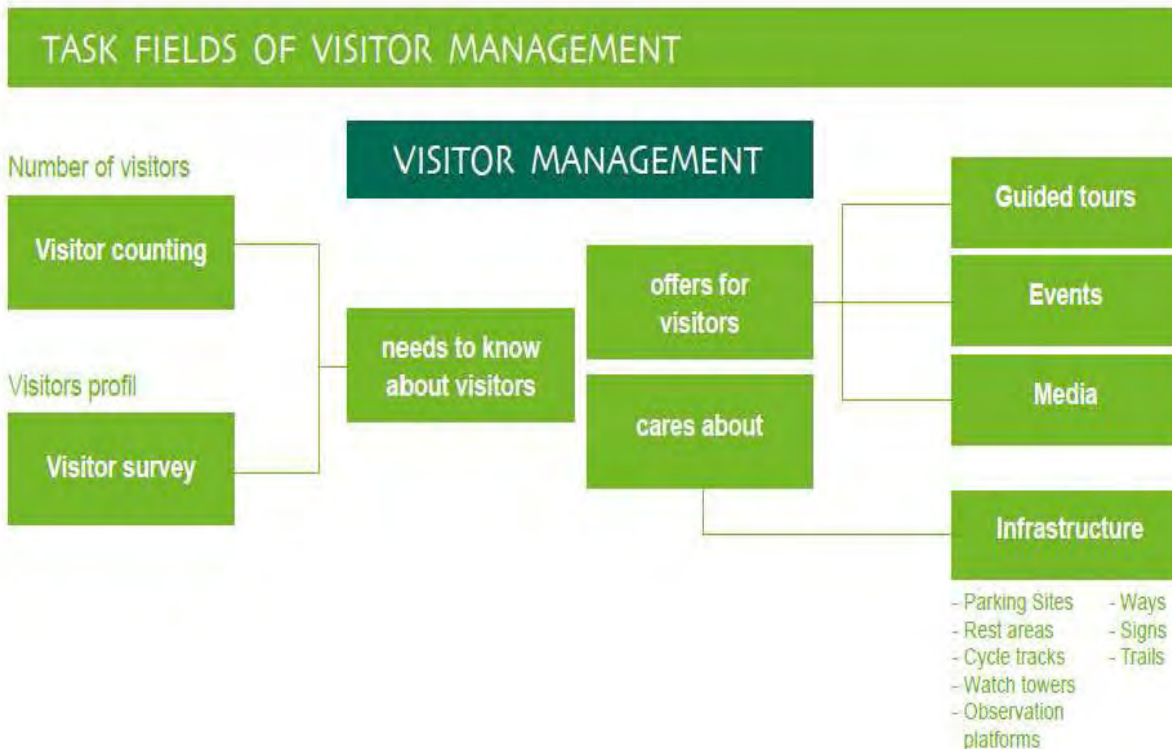 TASK FIELDS OF VISITOR MANAGEMENT
VISITOR MANAGEMENT
Number of visitors
Visitor counting
Visitors profil
Visitor survey
needs to know
about visitors
offers for
visitors
cares about
Guided tours
Events
Media
Infrastructure
- Parking Sites
- Rest areas
- Cycle tracks
- Watch towers
- Observation
platforms
- Ways
- Signs
- Trails